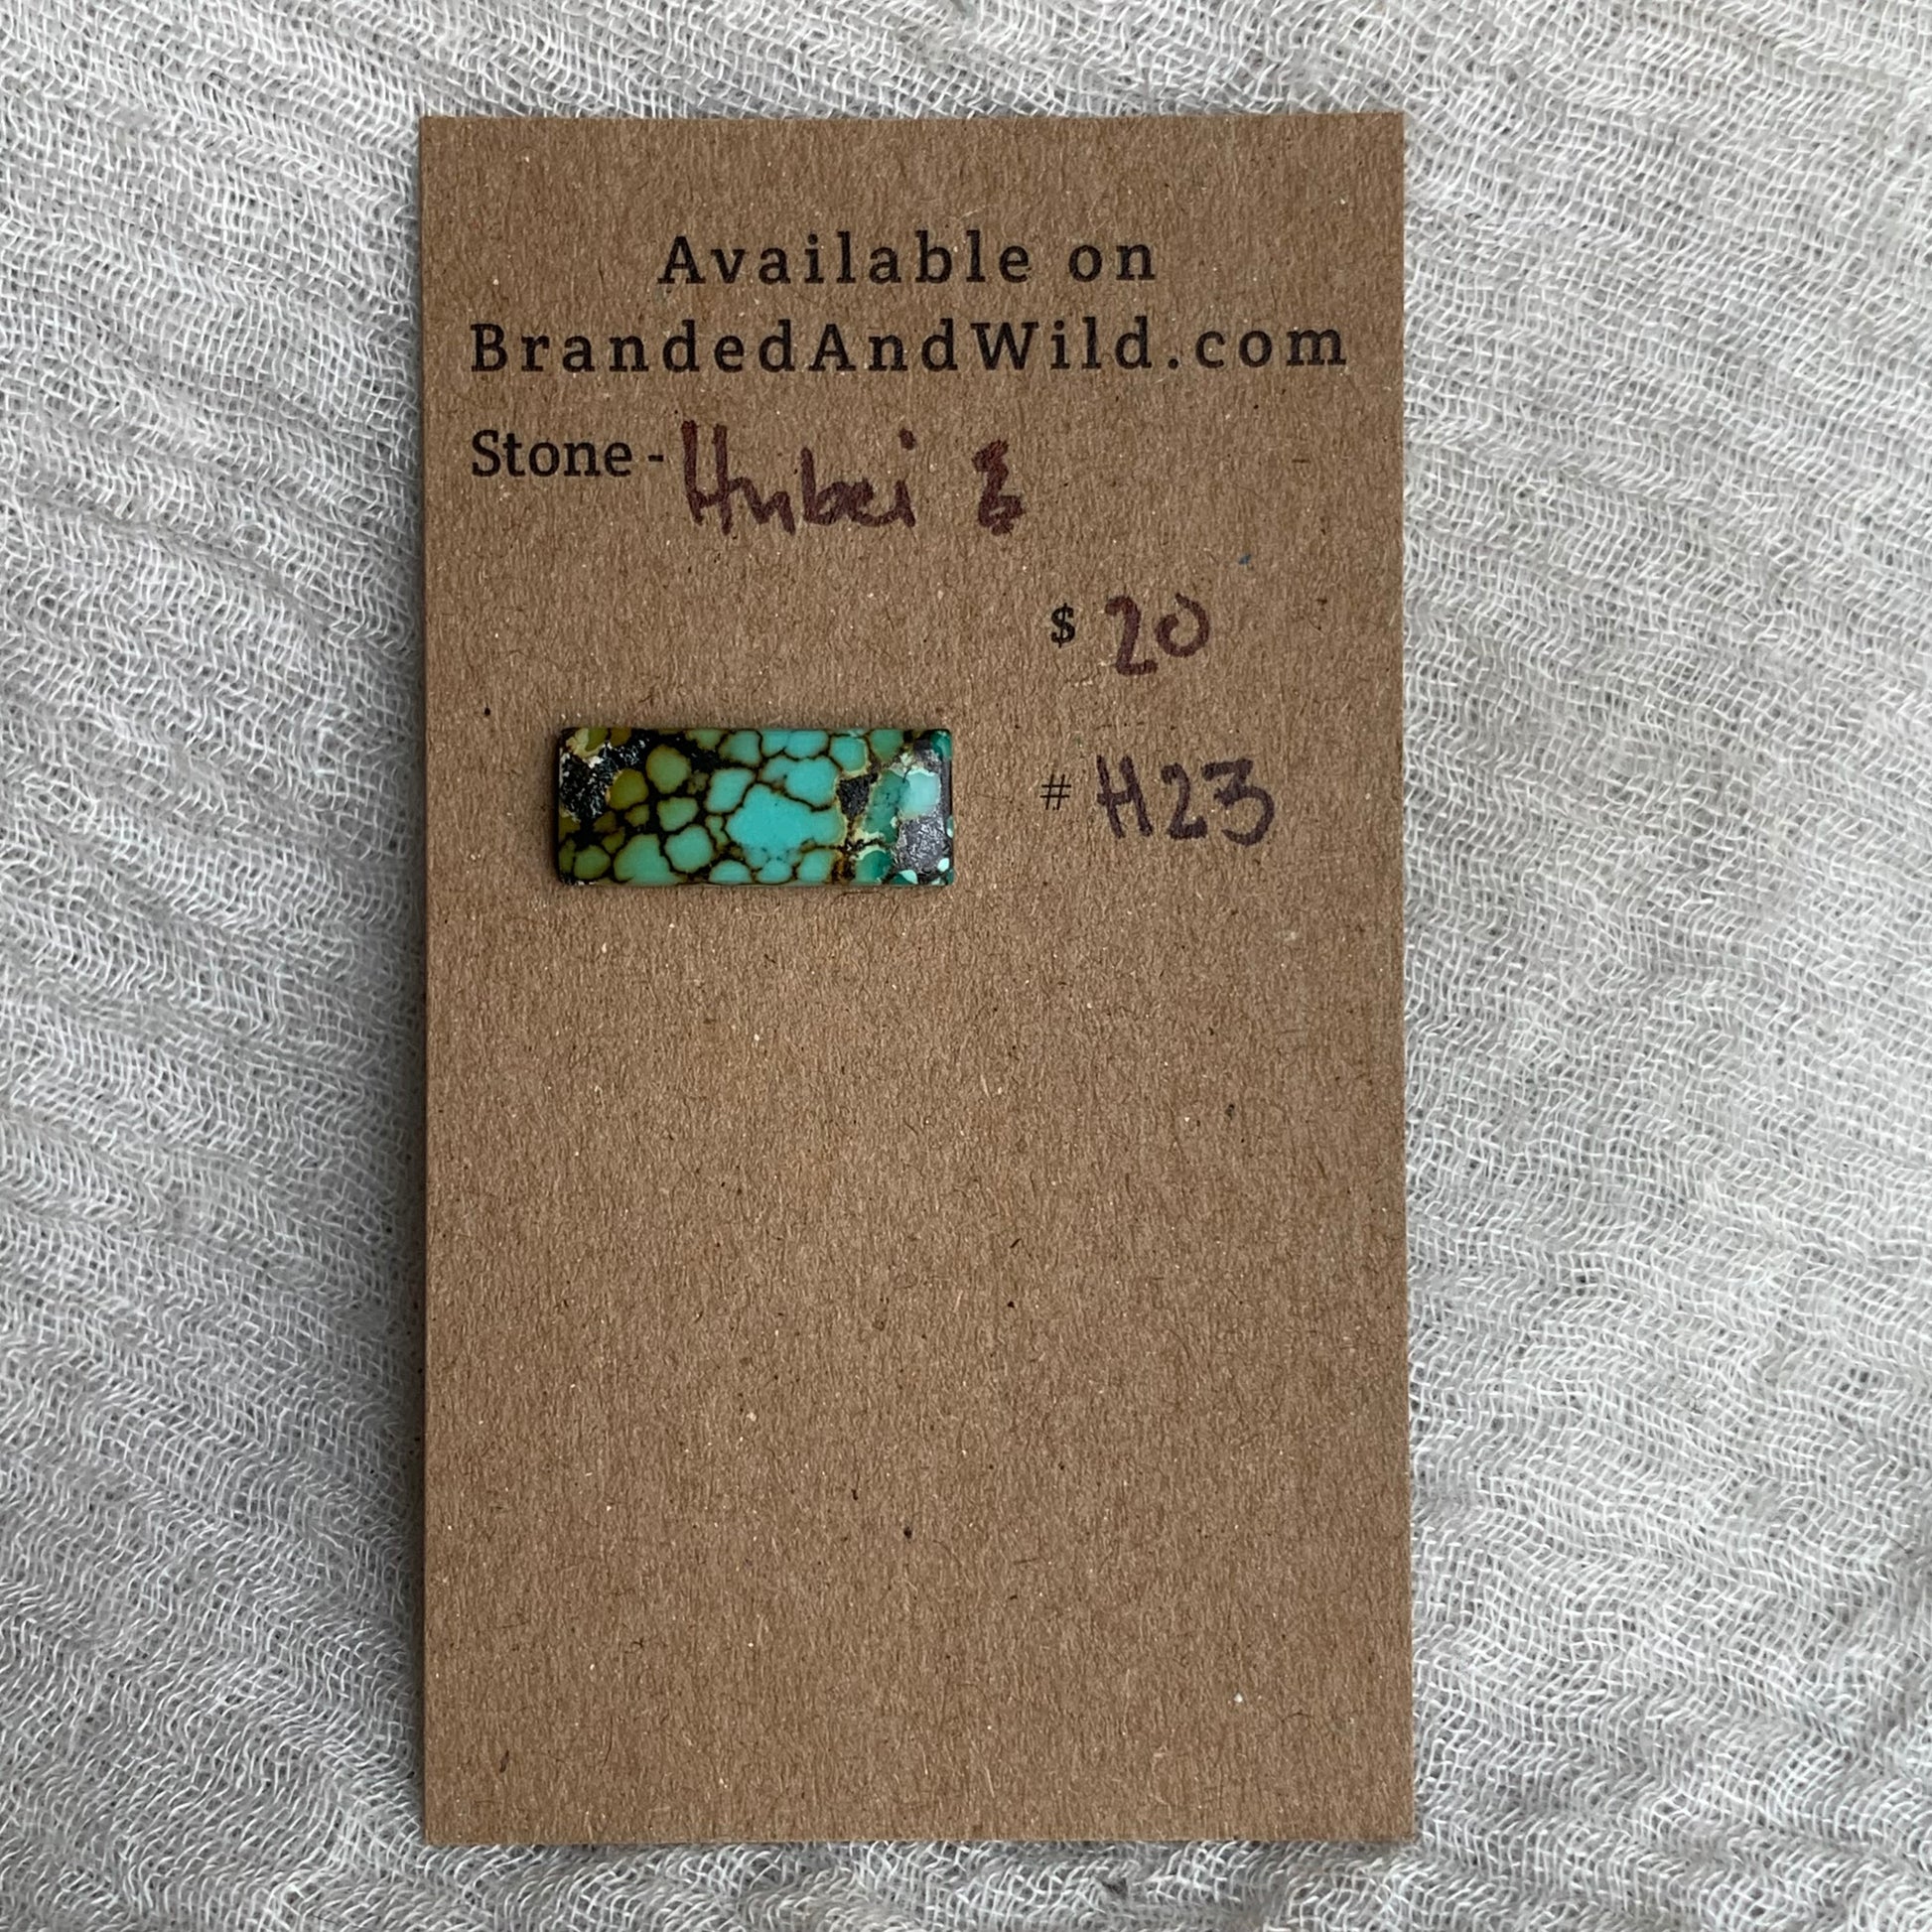 Available on
BrandedAndWild.com
Stone - Hubei
$ 20
# H23